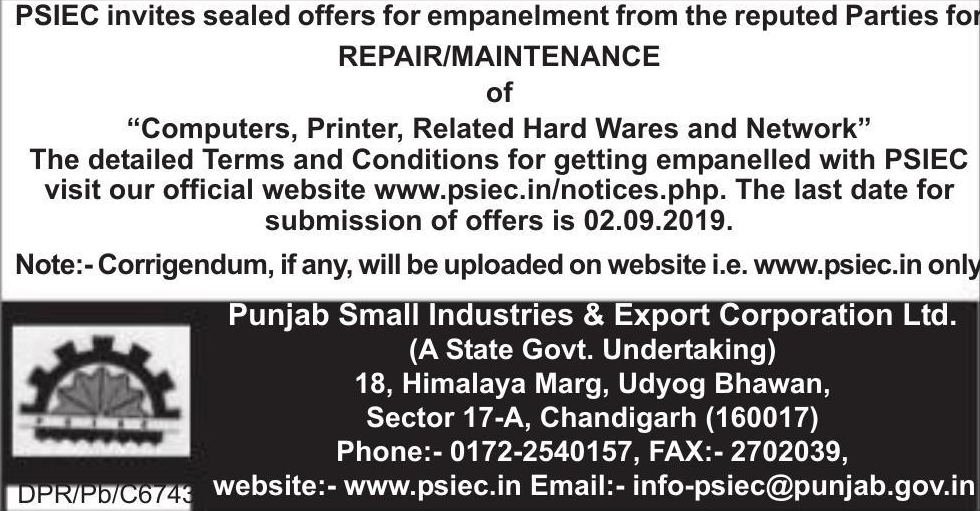 PSIEC invites sealed offers for empanelment from the reputed Parties for
REPAIR/MAINTENANCE
of
“Computers, Printer, Related Hard Wares and Network”
The detailed Terms and Conditions for getting empanelled with PSIEC
visit our official website www.psiec.in/notices.php. The last date for
submission of offers is 02.09.2019.
Note:- Corrigendum, if any, will be uploaded on website i.e. www.psiec.in only
Punjab Small Industries & Export Corporation Ltd.
(A State Govt. Undertaking)
18, Himalaya Marg, Udyog Bhawan,
Sector 17-A, Chandigarh (160017)
Phone:- 0172-2540157, FAX:- 2702039,
website:- www.psiec.in Email:- info-psiec@punjab.gov.in
PSIEC
DPR/Pb/C6743